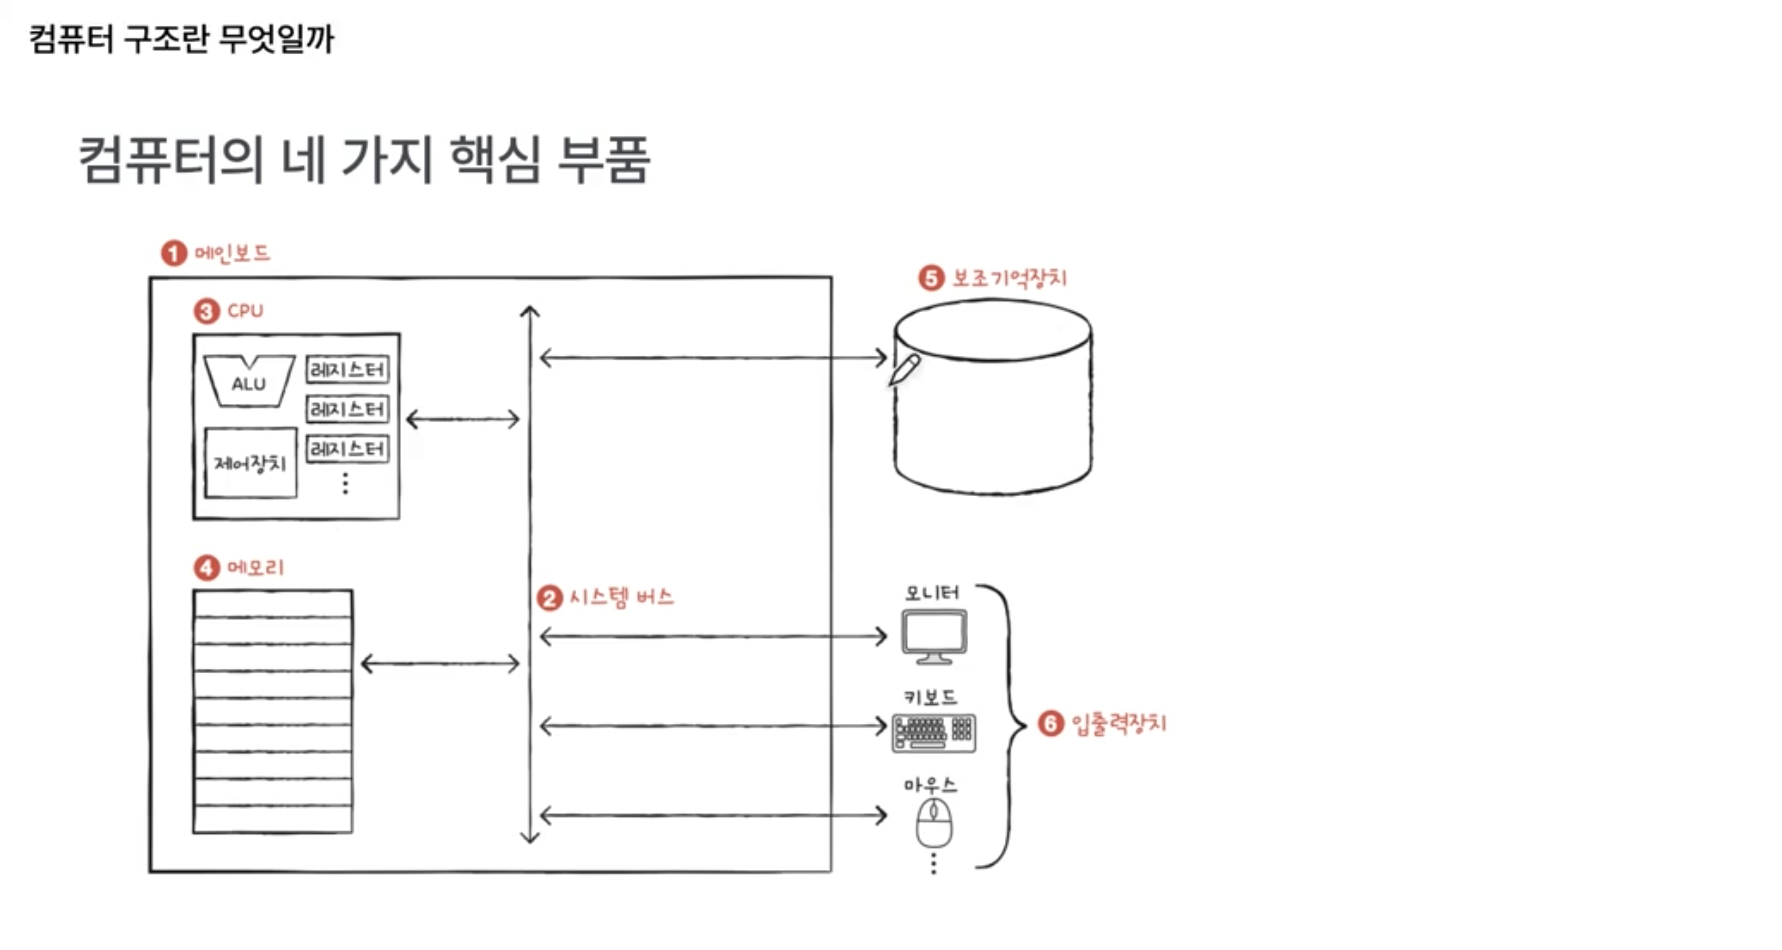 컴퓨터 구조란 무엇일까
컴퓨터의 네 가지 핵심 부품
1 메인보드
3 CPU
ALU
레지스터
레지스터
레지스터
제어장치
4 메모리
2 시스템 버스
5 보조기억장치
모니터
키보드
마우스
6 입출력장치